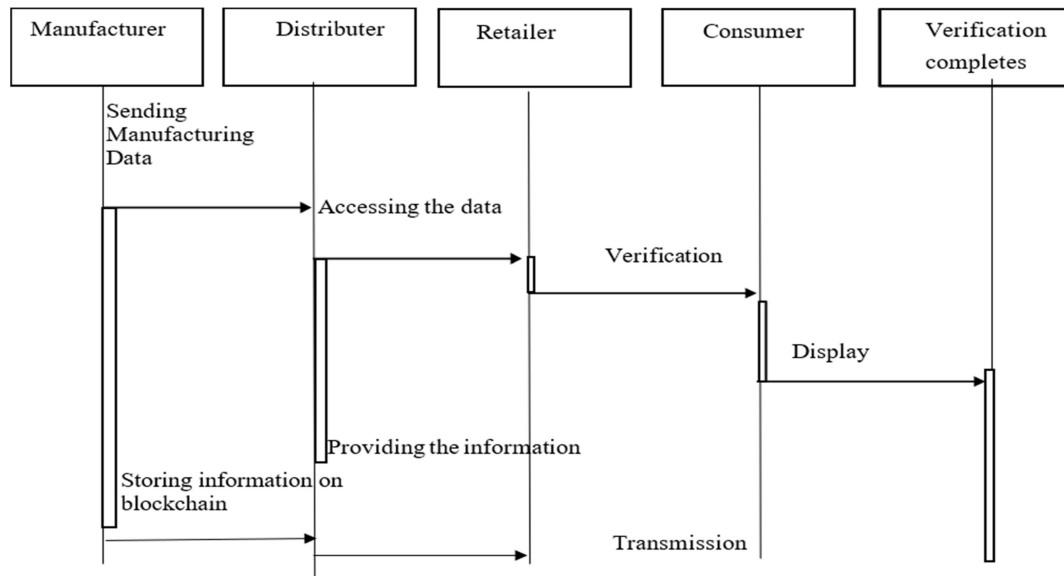 Manufacturer
Distributer
Retailer
Consumer
Verification
completes
Sending
Manufacturing
Data
Accessing the data
Verification
Display
Providing the information
Storing information on
blockchain
Transmission